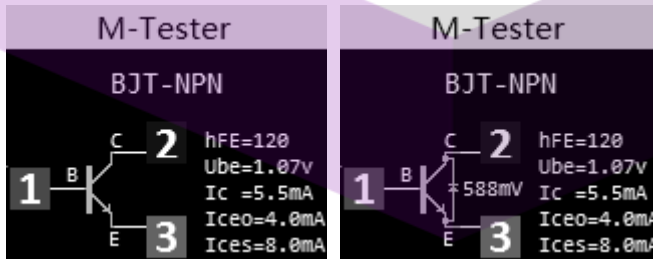 M-Tester
BJT-NPN
C 2 hFE=120
Ube=1.07v
1 B Ic =5.5mA
Iceo=4.0mA
E 3 Ices=8.0mA
M-Tester
BJT-NPN
C 2 hFE=120
Ube=1.07v
1 B 588mV Ic =5.5mA
Iceo=4.0mA
E 3 Ices=8.0mA